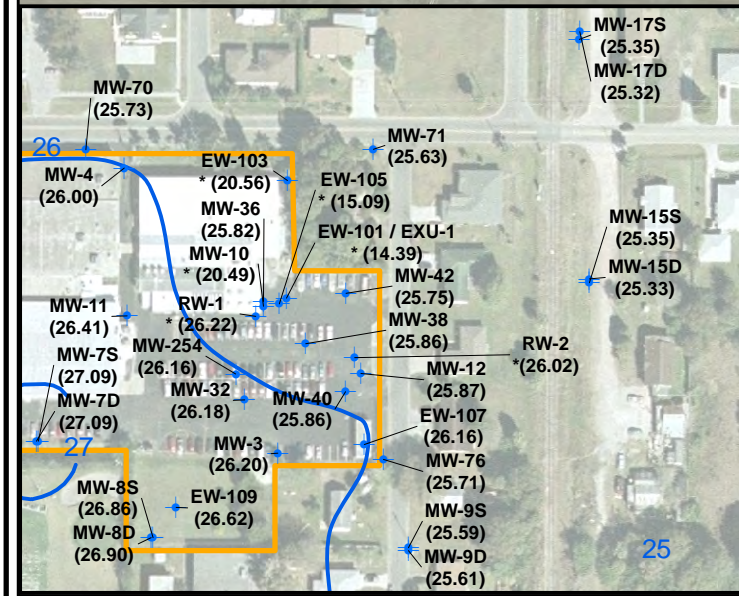 MW-17S
(25.35)
MW-17D
(25.32)
MW-70
(25.73)
26
MW-4
(26.00)
MW-71
(25.63)
EW-103
* (20.56)
EW-105
* (15.09)
MW-36
(25.82)
EW-101 / EXU-1
* (14.39)
MW-10
* (20.49)
MW-15S
(25.35)
MW-15D
(25.33)
MW-42
(25.75)
MW-11
(26.41)
RW-1
* (26.22)
MW-38
(25.86)
RW-2
*(26.02)
MW-7S
(27.09)
MW-254
(26.16)
MW-12
(25.87)
MW-7D
(27.09)
MW-32
(26.18)
MW-40
(25.86)
EW-107
(26.16)
27
MW-3
(26.20)
MW-76
(25.71)
MW-8S
(26.86)
EW-109
(26.62)
MW-8D
(26.90)
MW-9S
(25.59)
MW-9D
(25.61)
25